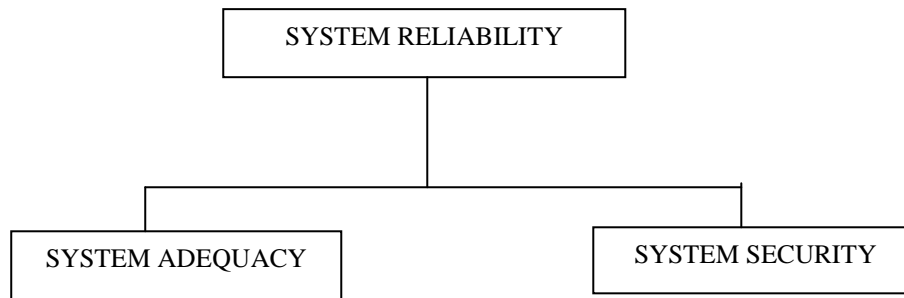 SYSTEM RELIABILITY
SYSTEM ADEQUACY
SYSTEM SECURITY